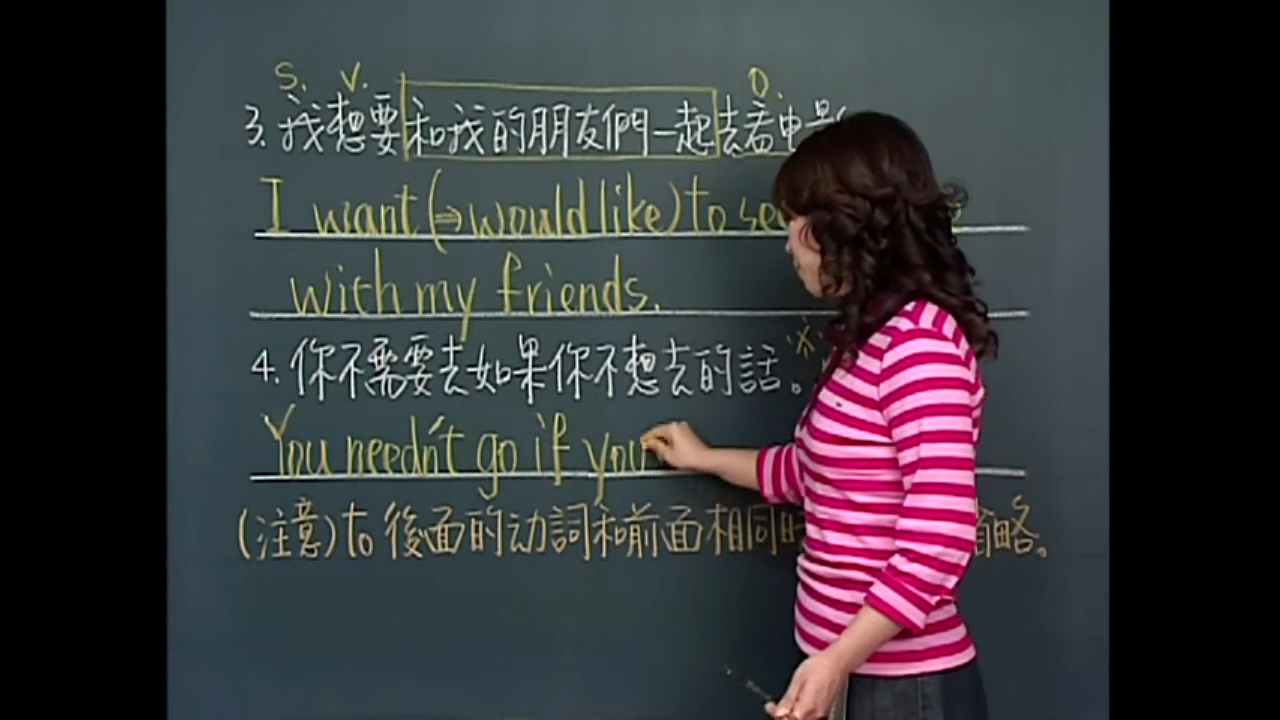 S. V. O.
3. 我想要和我的朋友們一起去看电
I want (⇒would like) to see
with my friends.
4. 你不需要去如果你不想去的話。※
You needn't go if you
(注意) to 後面的动詞和前面相同 省略。